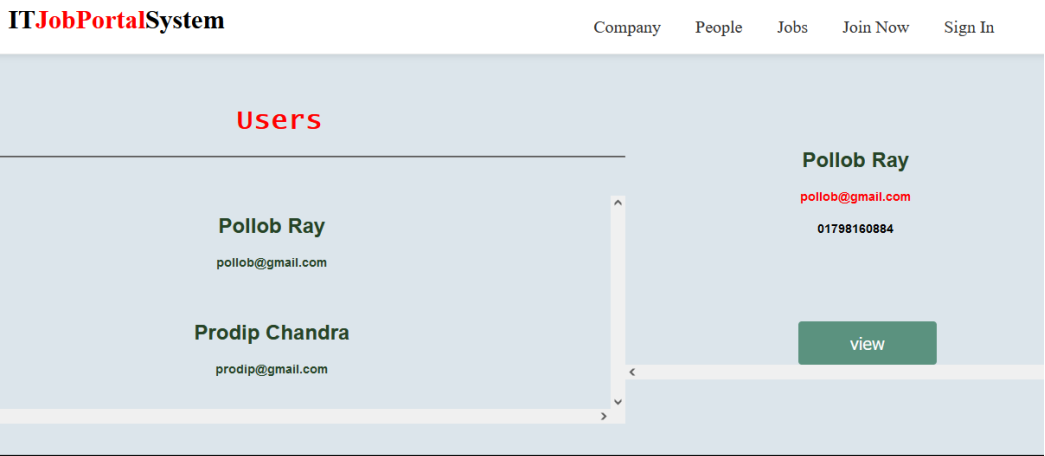 ITJobPortalSystem
Company People Jobs Join Now Sign In
Users
Pollob Ray
pollob@gmail.com
Prodip Chandra
prodip@gmail.com
Pollob Ray
pollob@gmail.com
01798160884
view